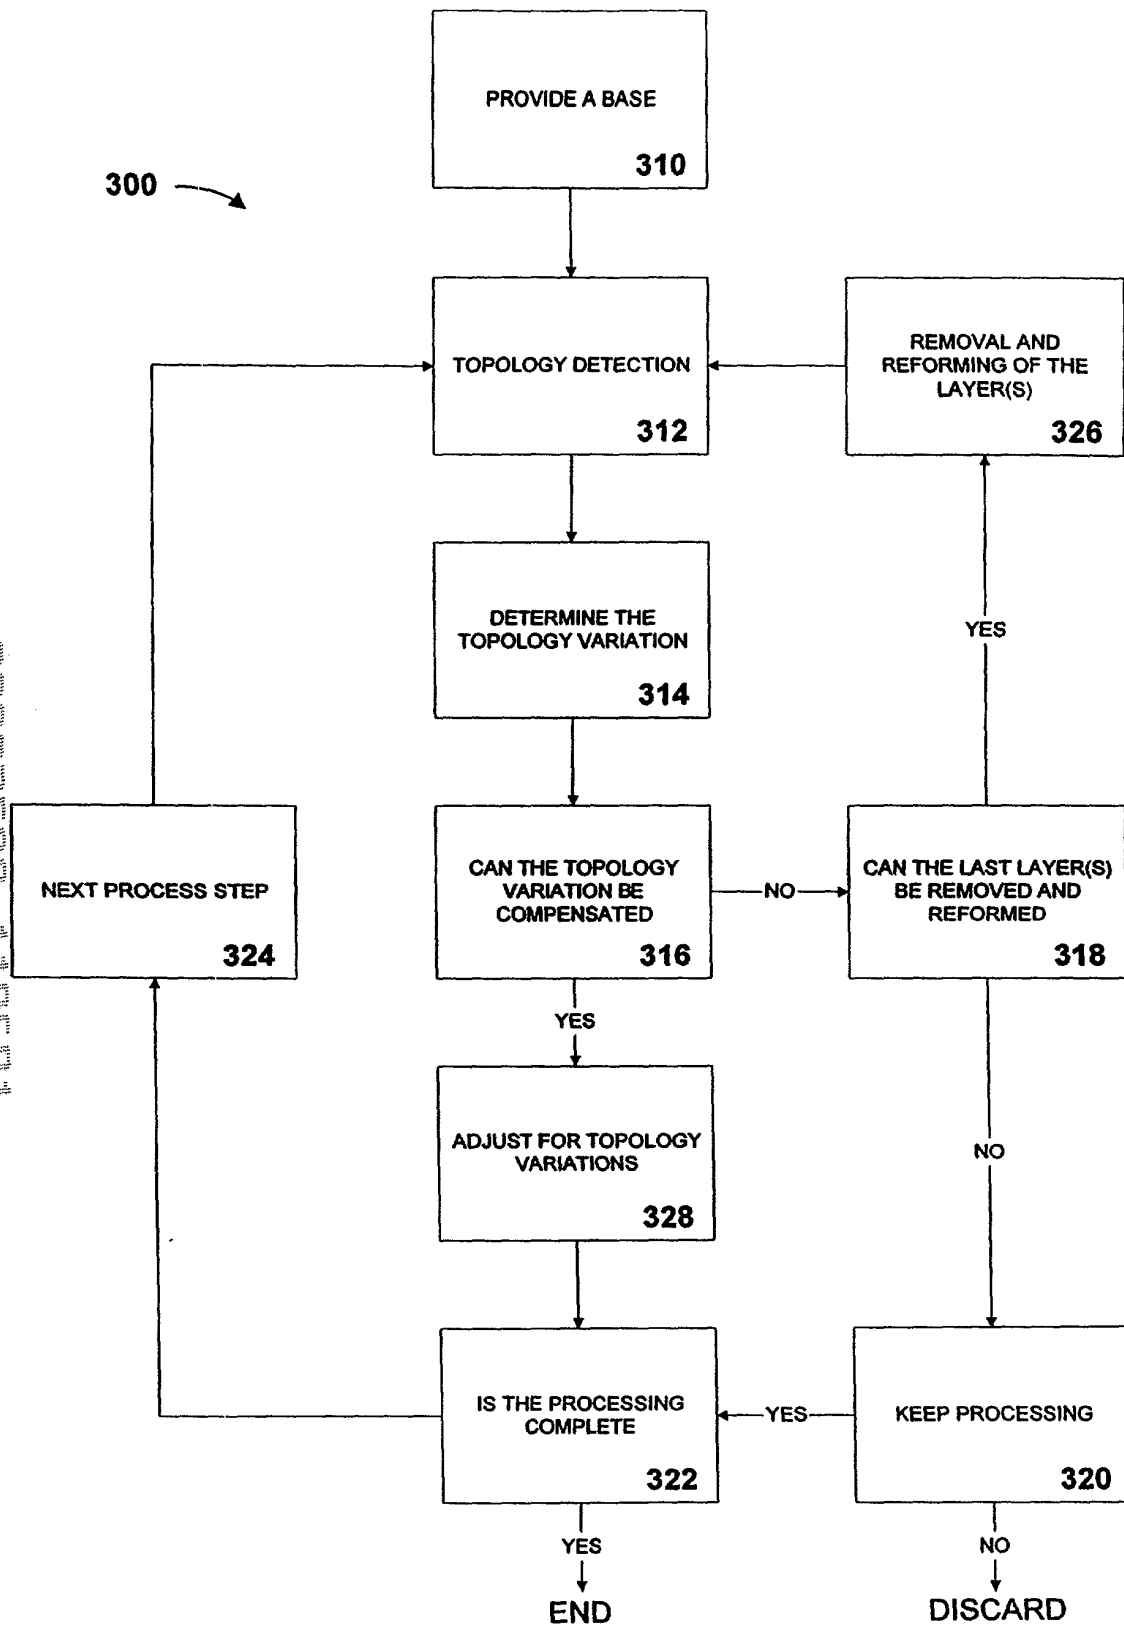 PROVIDE A BASE
310
300
TOPOLOGY DETECTION
312
REMOVAL AND
REFORMING OF THE
LAYER(S)
326
DETERMINE THE
TOPOLOGY VARIATION
314
YES
NEXT PROCESS STEP
324
CAN THE TOPOLOGY
VARIATION BE
COMPENSATED
316
NO
CAN THE LAST LAYER(S)
BE REMOVED AND
REFORMED
318
YES
ADJUST FOR TOPOLOGY
VARIATIONS
328
NO
IS THE PROCESSING
COMPLETE
322
YES
KEEP PROCESSING
320
YES
NO
END
DISCARD